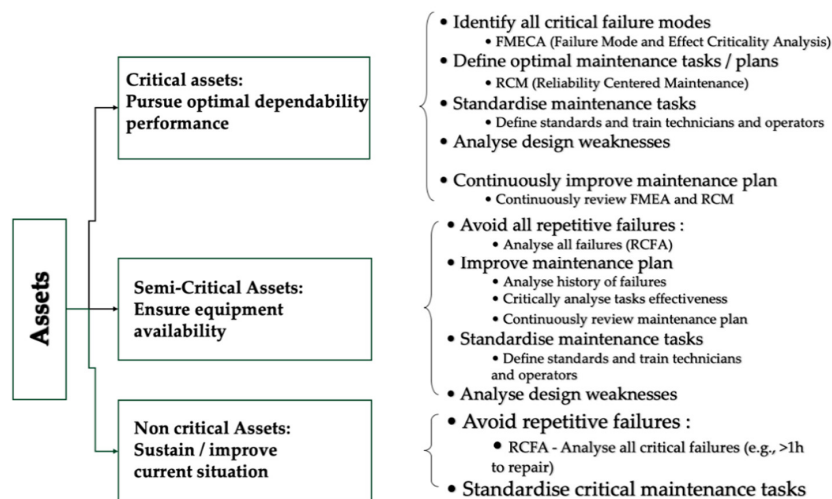 Assets
Critical assets:
Pursue optimal dependability
performance
• Identify all critical failure modes
• FMECA (Failure Mode and Effect Criticality Analysis)
• Define optimal maintenance tasks / plans
• RCM (Reliability Centered Maintenance)
• Standardise maintenance tasks
• Define standards and train technicians and operators
• Analyse design weaknesses
• Continuously improve maintenance plan
• Continuously review FMEA and RCM
Semi-Critical Assets:
Ensure equipment
availability
• Avoid all repetitive failures :
• Analyse all failures (RCFA)
• Improve maintenance plan
• Analyse history of failures
• Critically analyse tasks effectiveness
• Continuously review maintenance plan
• Standardise maintenance tasks
• Define standards and train technicians
and operators
• Analyse design weaknesses
Non critical Assets:
Sustain / improve
current situation
• Avoid repetitive failures :
• RCFA - Analyse all critical failures (e.g., >1h
to repair)
• Standardise critical maintenance tasks